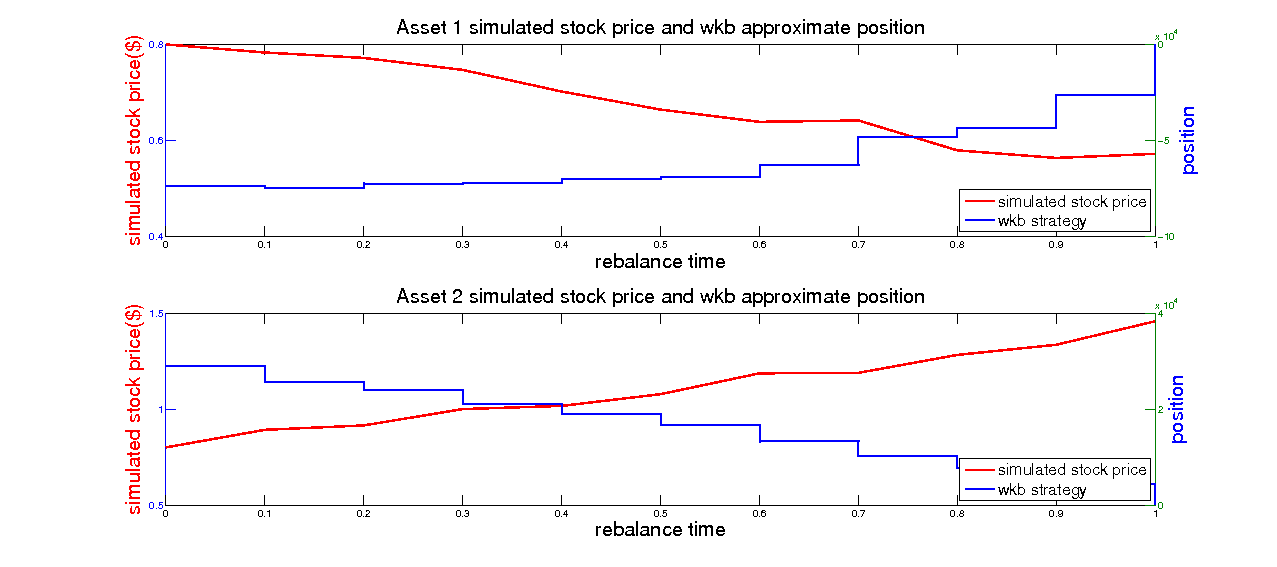 Asset 1 simulated stock price and wkb approximate position
x 10^4
simulated stock price($)
0.8
0.6
0.4
0
-5
-10
position
simulated stock price
wkb strategy
0 0.1 0.2 0.3 0.4 0.5 0.6 0.7 0.8 0.9 1
rebalance time
Asset 2 simulated stock price and wkb approximate position
x 10^4
simulated stock price($)
1.5
1
0.5
4
2
0
position
simulated stock price
wkb strategy
0 0.1 0.2 0.3 0.4 0.5 0.6 0.7 0.8 0.9 1
rebalance time